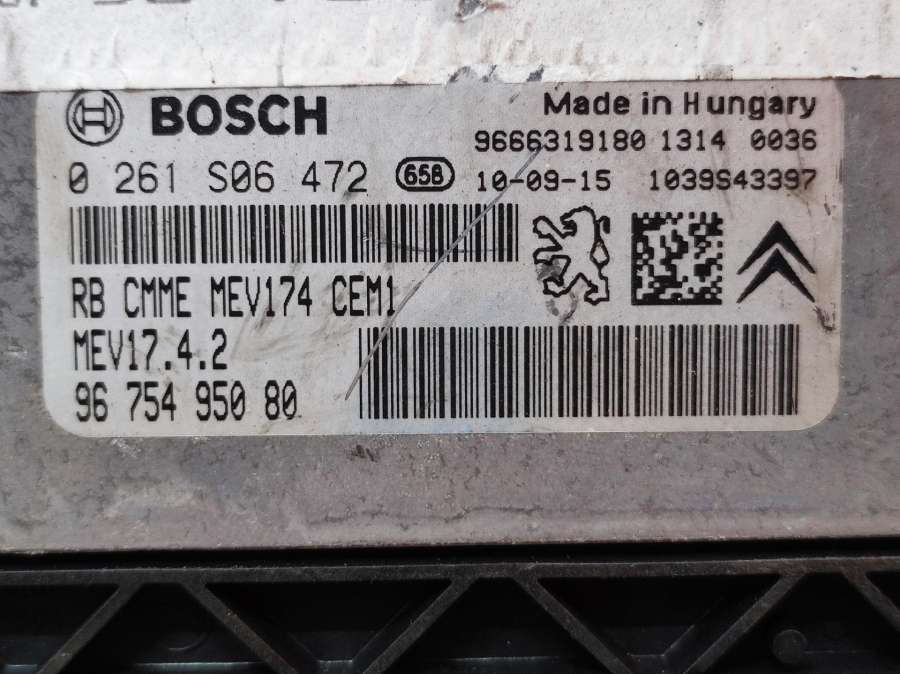 BOSCH
Made in Hungary
9666319180 1314 0036
0 261 S06 472 65B 10-09-15 1039S43397
RB CMME MEV174 CEM1
MEV17.4.2
96 754 950 80